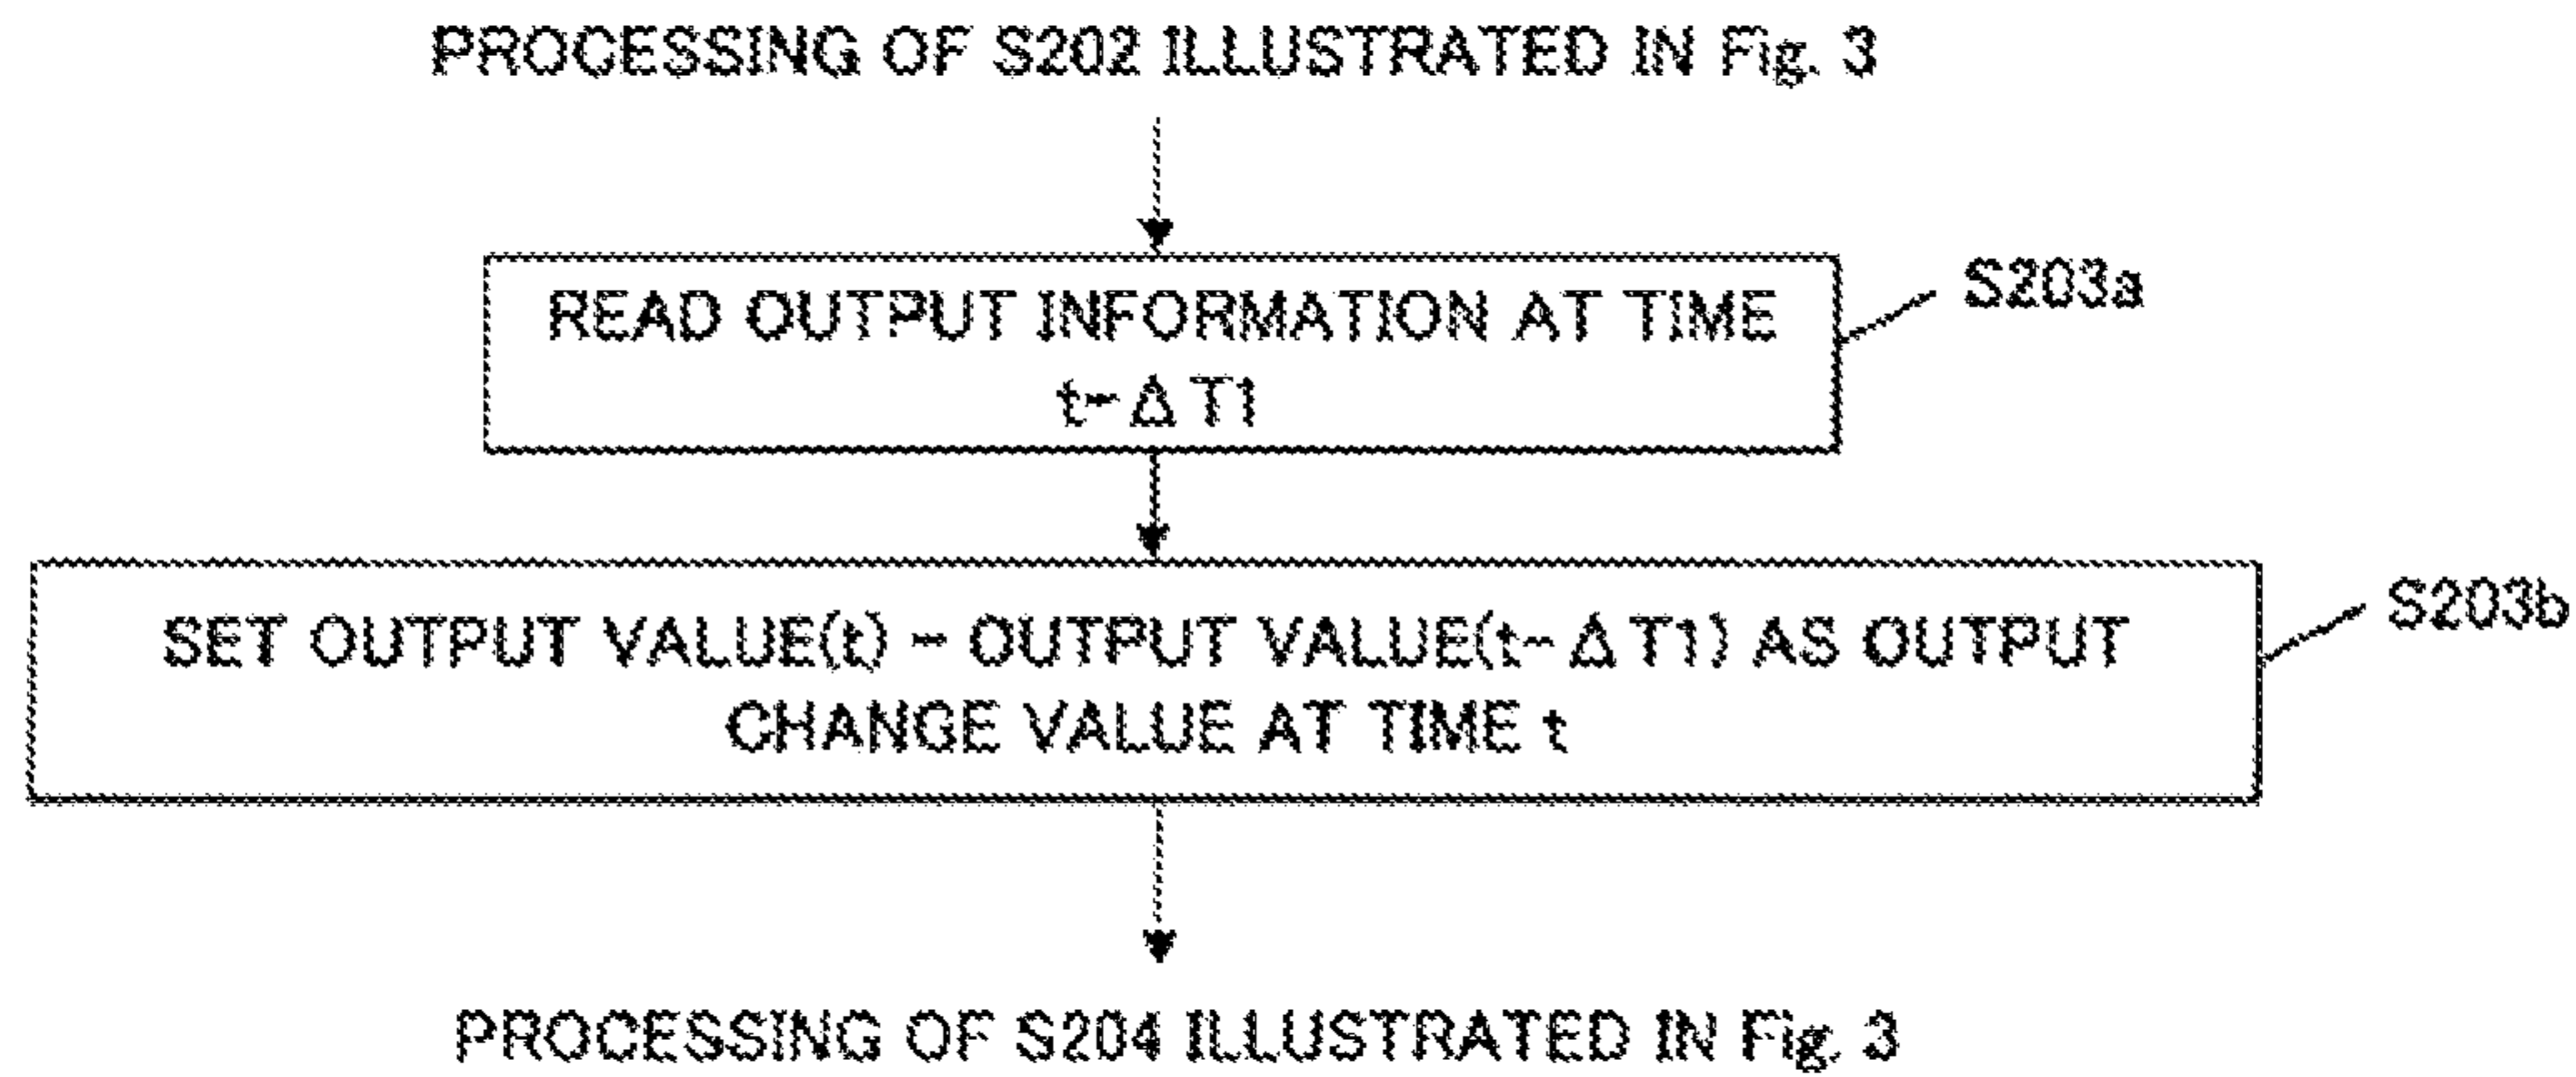 PROCESSING OF S202 ILLUSTRATED IN Fig. 3
READ OUTPUT INFORMATION AT TIME
t-ΔT1
S203a
SET OUTPUT VALUE(t) - OUTPUT VALUE(t-ΔT1) AS OUTPUT
CHANGE VALUE AT TIME t
S203b
PROCESSING OF S204 ILLUSTRATED IN Fig. 3